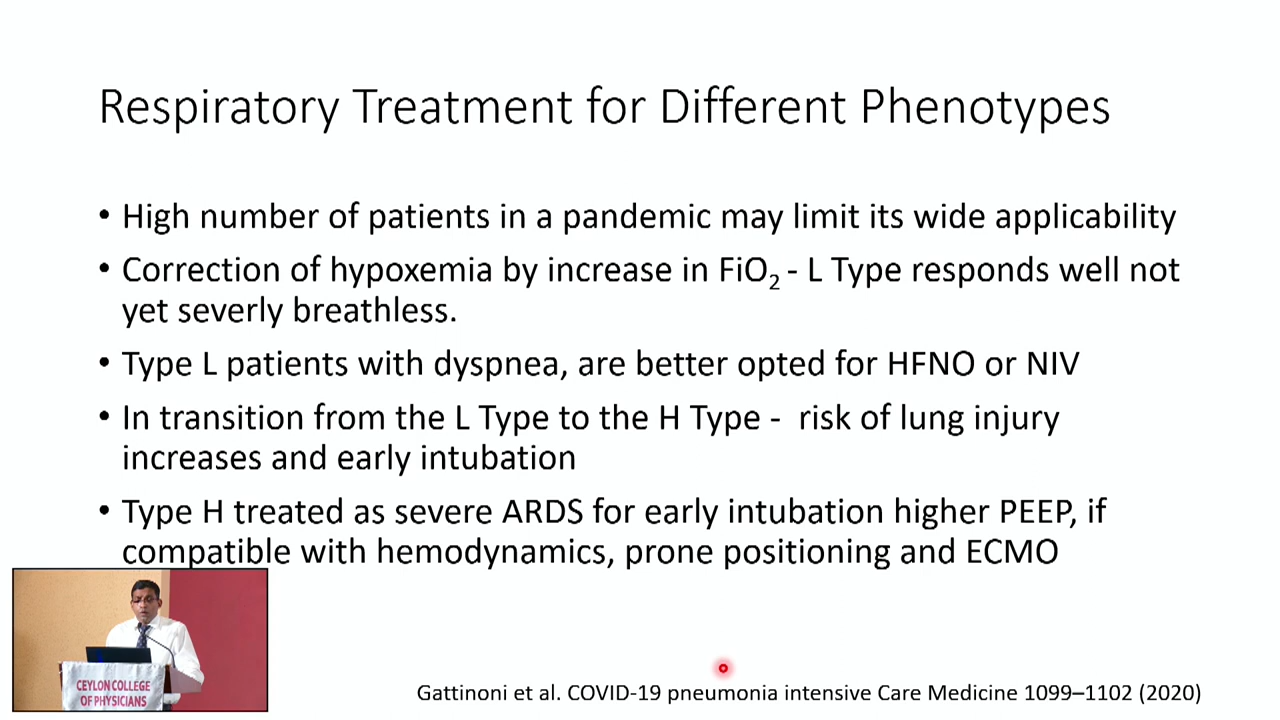 Respiratory Treatment for Different Phenotypes
• High number of patients in a pandemic may limit its wide applicability
• Correction of hypoxemia by increase in FiO₂ - L Type responds well not
yet severly breathless.
• Type L patients with dyspnea, are better opted for HFNO or NIV
• In transition from the L Type to the H Type - risk of lung injury
increases and early intubation
• Type H treated as severe ARDS for early intubation higher PEEP, if
compatible with hemodynamics, prone positioning and ECMO
CEYLON COLLEGE
OF PHYSICIANS
Gattinoni et al. COVID-19 pneumonia intensive Care Medicine 1099–1102 (2020)